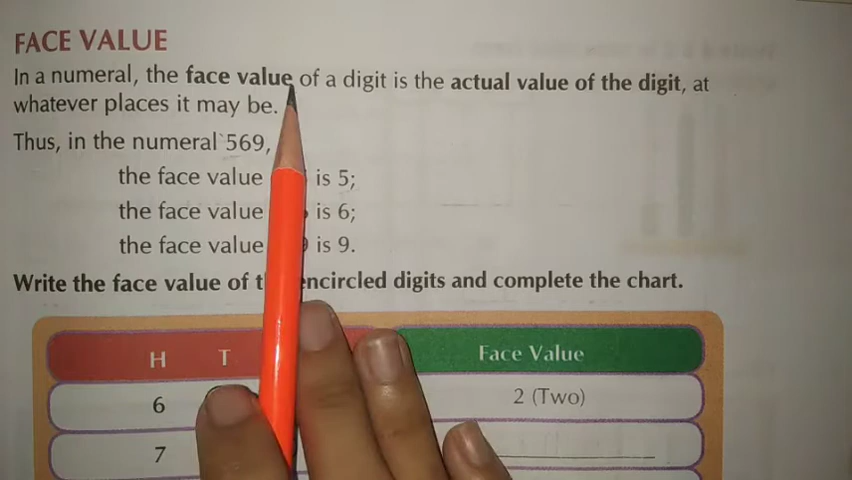 FACE VALUE
In a numeral, the face value of a digit is the actual value of the digit, at
whatever places it may be.
Thus, in the numeral 569,
the face value is 5;
the face value is 6;
the face value 9 is 9.
Write the face value of encircled digits and complete the chart.
H T Face Value
6 2 (Two)
7